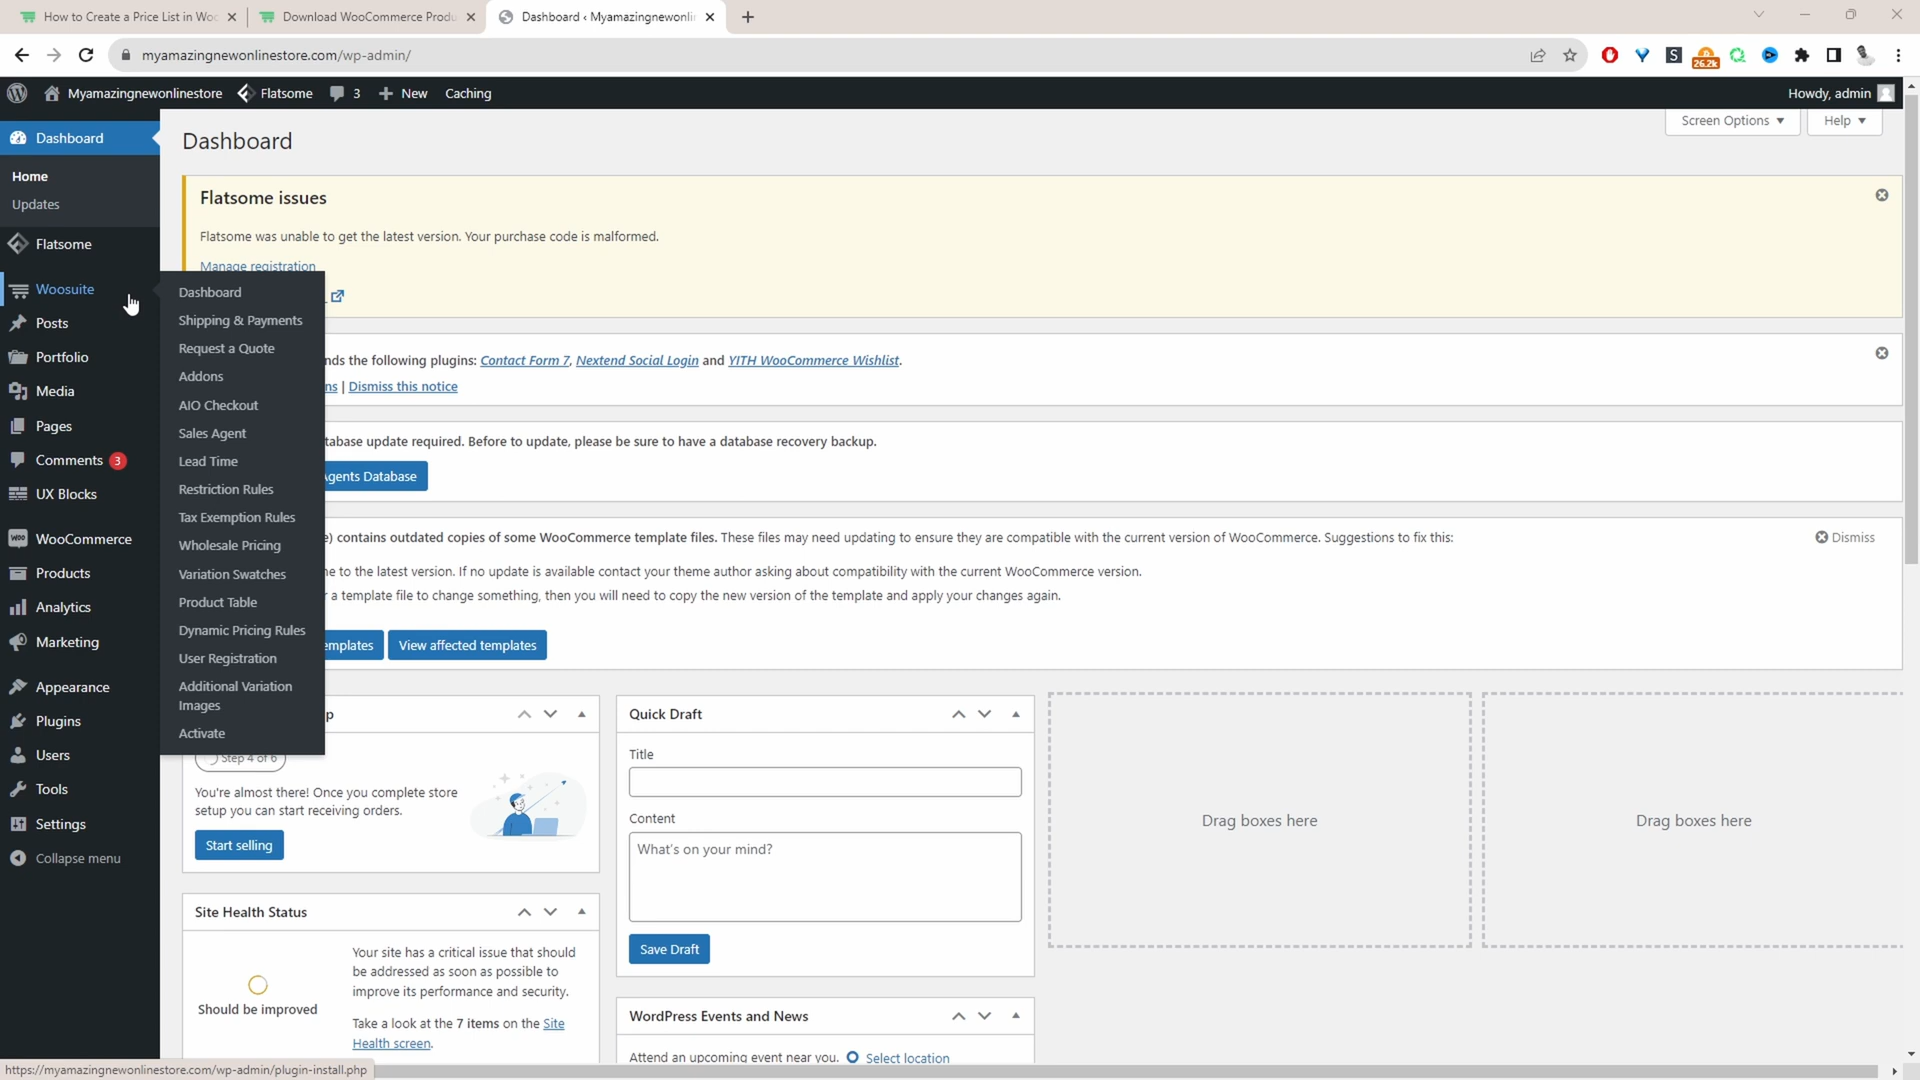 How to Create a Price List in Woo
Download WooCommerce Produ
Dashboard ‹ Myamazingnewonli
myamazingnewonlinestore.com/wp-admin/
26.2k
Myamazingnewonlinestore
Flatsome
3
New
Caching
Howdy, admin
Dashboard
Home
Updates
Flatsome
Woosuite
Posts
Portfolio
Media
Pages
Comments 3
UX Blocks
WooCommerce
Products
Analytics
Marketing
Appearance
Plugins
Users
Tools
Settings
Collapse menu
Dashboard
Shipping & Payments
Request a Quote
Addons
AIO Checkout
Sales Agent
Lead Time
Restriction Rules
Tax Exemption Rules
Wholesale Pricing
Variation Swatches
Product Table
Dynamic Pricing Rules
User Registration
Additional Variation
Images
Activate
Dashboard
Screen Options
Help
Flatsome issues
Flatsome was unable to get the latest version. Your purchase code is malformed.
Manage registration
nds the following plugins: Contact Form 7, Nextend Social Login and YITH WooCommerce Wishlist.
ns | Dismiss this notice
tabase update required. Before to update, please be sure to have a database recovery backup.
Agents Database
e) contains outdated copies of some WooCommerce template files. These files may need updating to ensure they are compatible with the current version of WooCommerce. Suggestions to fix this:
Dismiss
e to the latest version. If no update is available contact your theme author asking about compatibility with the current WooCommerce version.
a template file to change something, then you will need to copy the new version of the template and apply your changes again.
emplates
View affected templates
p
Step 4 of 6
You're almost there! Once you complete store
setup you can start receiving orders.
Start selling
Site Health Status
Should be improved
Your site has a critical issue that should
be addressed as soon as possible to
improve its performance and security.
Take a look at the 7 items on the Site
Health screen.
Quick Draft
Title
Content
What's on your mind?
Save Draft
WordPress Events and News
Attend an upcoming event near you.
Select location
Drag boxes here
Drag boxes here
https://myamazingnewonlinestore.com/wp-admin/plugin-install.php